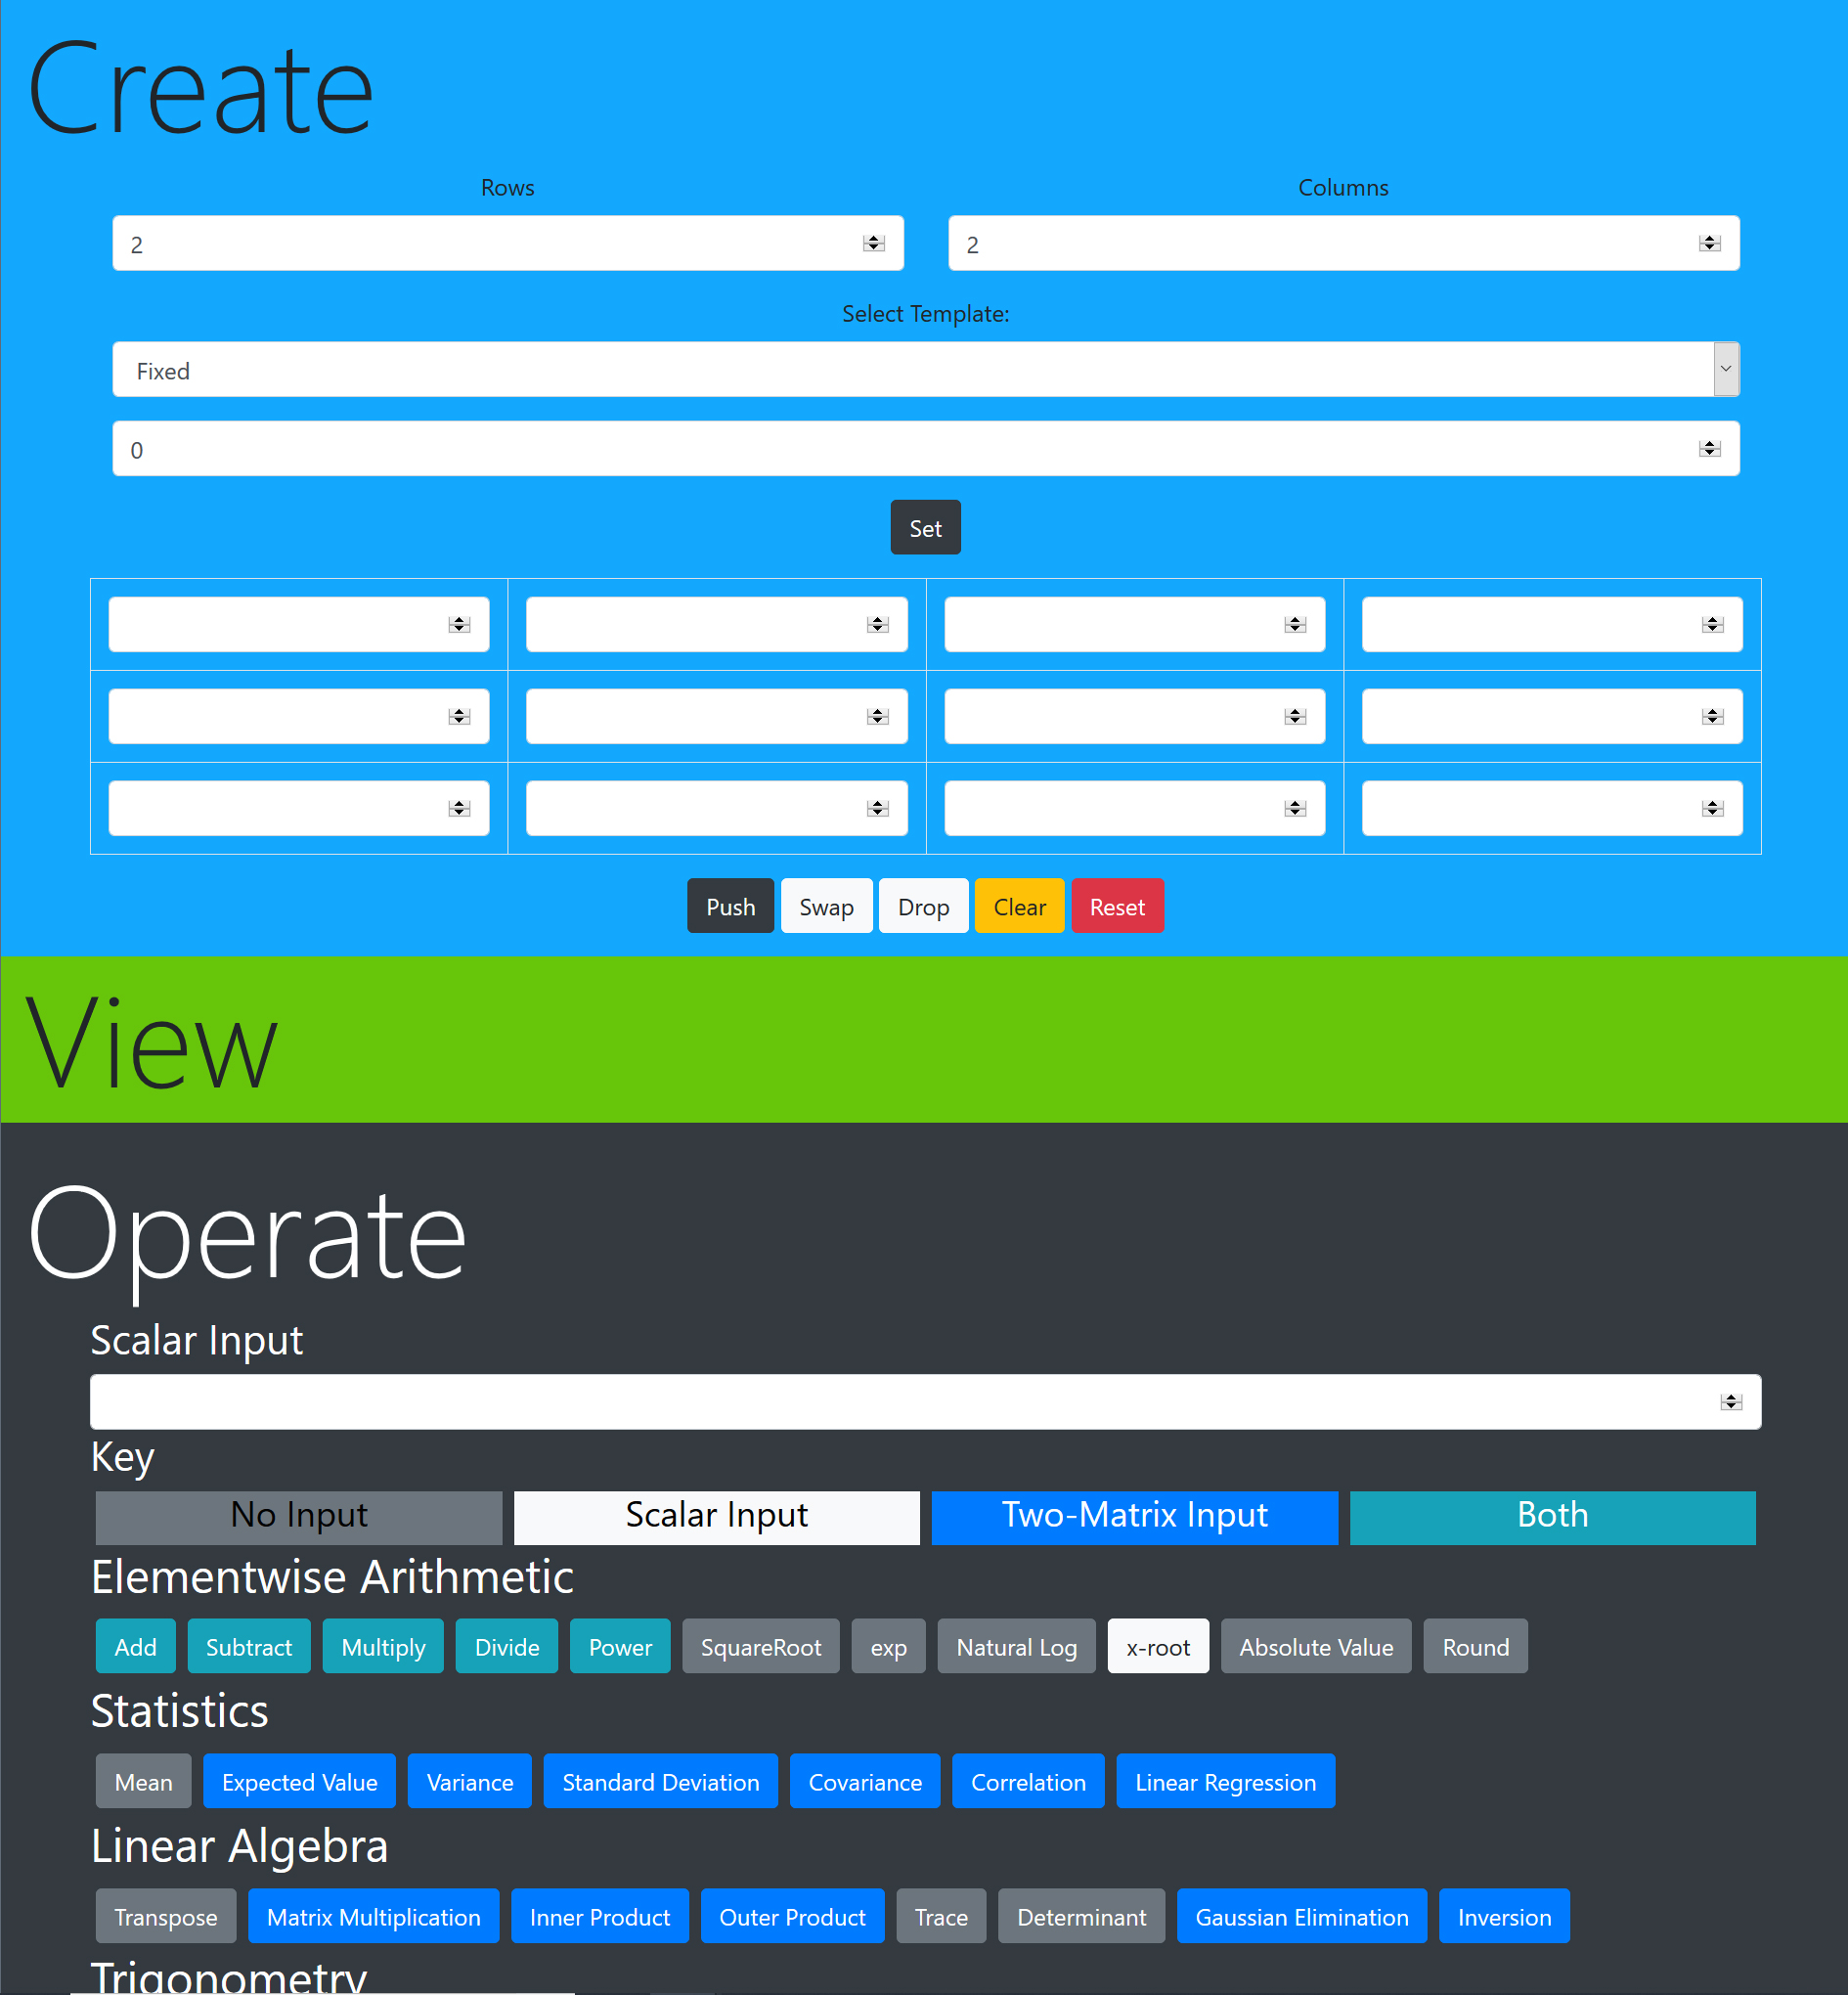 Create
Rows Columns
2 2
Select Template:
Fixed
0
Set
Push Swap Drop Clear Reset
View
Operate
Scalar Input
Key
No Input Scalar Input Two-Matrix Input Both
Elementwise Arithmetic
Add Subtract Multiply Divide Power SquareRoot exp Natural Log x-root Absolute Value Round
Statistics
Mean Expected Value Variance Standard Deviation Covariance Correlation Linear Regression
Linear Algebra
Transpose Matrix Multiplication Inner Product Outer Product Trace Determinant Gaussian Elimination Inversion
Trigonometry